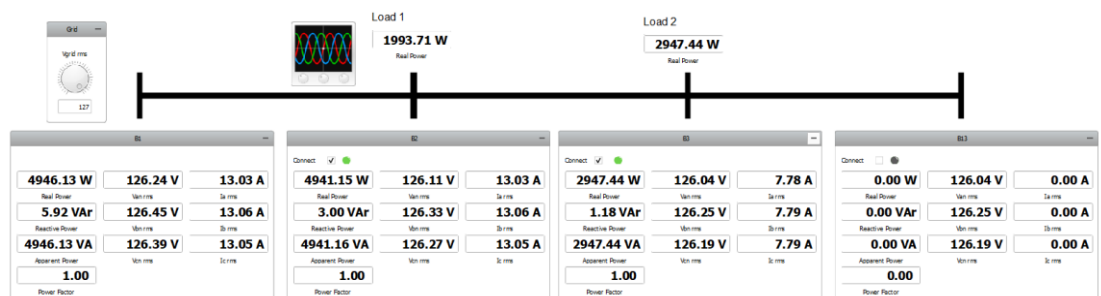 Grid
Vgrid rms
127
Load 1
1993.71 W
Real Power
Load 2
2947.44 W
Real Power
B1
4946.13 W 126.24 V 13.03 A
Real Power Van rms Ia rms
5.92 VAr 126.45 V 13.06 A
Reactive Power Vbn rms Ib rms
4946.13 VA 126.39 V 13.05 A
Apparent Power Vcn rms Ic rms
1.00
Power Factor
B2
Connect
4941.15 W 126.11 V 13.03 A
Real Power Van rms Ia rms
3.00 VAr 126.33 V 13.06 A
Reactive Power Vbn rms Ib rms
4941.16 VA 126.27 V 13.05 A
Apparent Power Vcn rms Ic rms
1.00
Power Factor
B3
Connect
2947.44 W 126.04 V 7.78 A
Real Power Van rms Ia rms
1.18 VAr 126.25 V 7.79 A
Reactive Power Vbn rms Ib rms
2947.44 VA 126.19 V 7.79 A
Apparent Power Vcn rms Ic rms
1.00
Power Factor
B13
Connect
0.00 W 126.04 V 0.00 A
Real Power Van rms Ia rms
0.00 VAr 126.25 V 0.00 A
Reactive Power Vbn rms Ib rms
0.00 VA 126.19 V 0.00 A
Apparent Power Vcn rms Ic rms
0.00
Power Factor